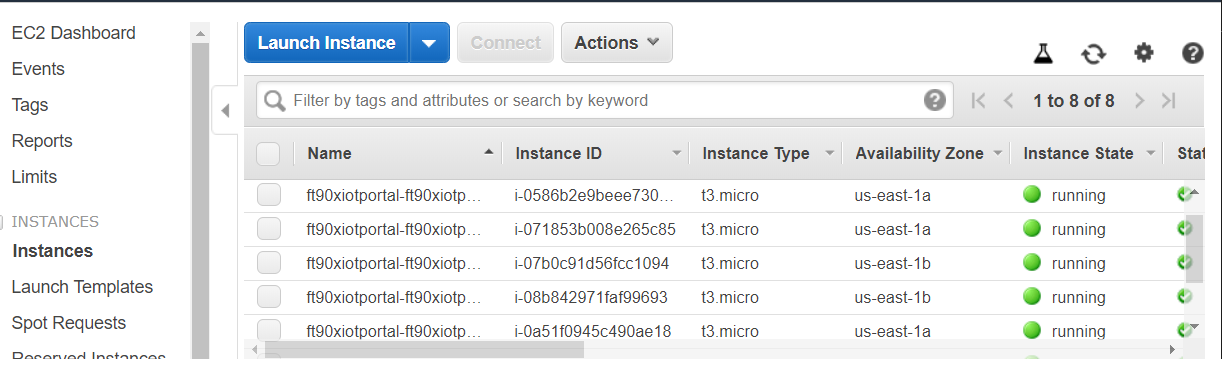 EC2 Dashboard
Events
Tags
Reports
Limits
INSTANCES
Instances
Launch Templates
Spot Requests
Reserved Instances
Launch Instance Connect Actions
Filter by tags and attributes or search by keyword ? 1 to 8 of 8 ?
Name Instance ID Instance Type Availability Zone Instance State Stat
ft90xiotportal-ft90xiotp... i-0586b2e9beee730... t3.micro us-east-1a running
ft90xiotportal-ft90xiotp... i-071853b008e265c85 t3.micro us-east-1a running
ft90xiotportal-ft90xiotp... i-07b0c91d56fcc1094 t3.micro us-east-1b running
ft90xiotportal-ft90xiotp... i-08b842971faf99693 t3.micro us-east-1b running
ft90xiotportal-ft90xiotp... i-0a51f0945c490ae18 t3.micro us-east-1a running